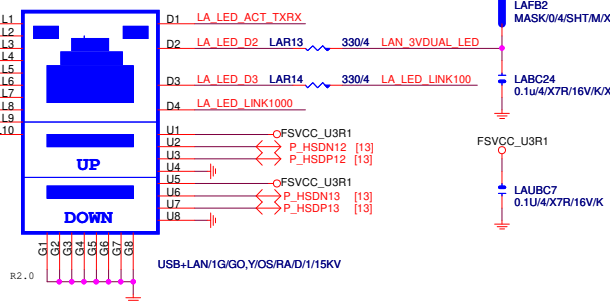 L1 D1 LA_LED_ACT_TXRX LAFB2
L2 MASK/0/4/SHT/M/X
L3 D2 LA_LED_D2 LAR13 330/4 LAN_3VDUAL_LED
L4
L5
L6 D3 LA_LED_D3 LAR14 330/4 LA_LED_LINK100 LABC24
L7 0.1u/4/X7R/16V/K/X
L8 D4 LA_LED_LINK1000
L9
L10 U1 FSVCC_U3R1
U2 P_HSDN12 [13] FSVCC_U3R1
U3 P_HSDP12 [13]
UP U4
U5 FSVCC_U3R1
U6 P_HSDN13 [13] LAUBC7
U7 P_HSDP13 [13] 0.1U/4/X7R/16V/K
DOWN U8
G1 G2 G3 G4 G5 G6 G7 G8
USB+LAN/1G/GO,Y/OS/RA/D/1/15KV
R2.0